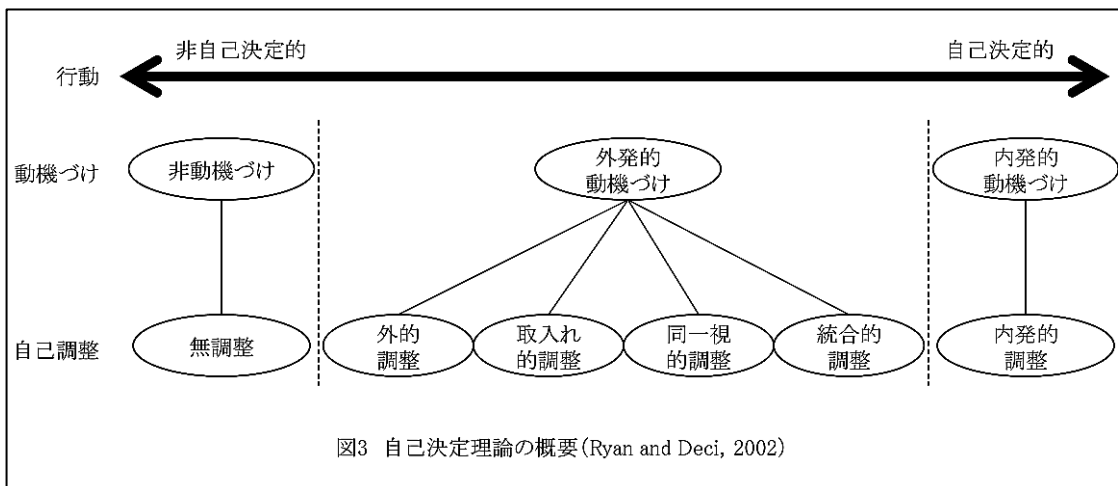 非自己決定的
自己決定的
行動
動機づけ
非動機づけ
外発的
動機づけ
内発的
動機づけ
自己調整
無調整
外的
調整
取入れ
的調整
同一視
的調整
統合的
調整
内発的
調整
図3 自己決定理論の概要(Ryan and Deci, 2002)